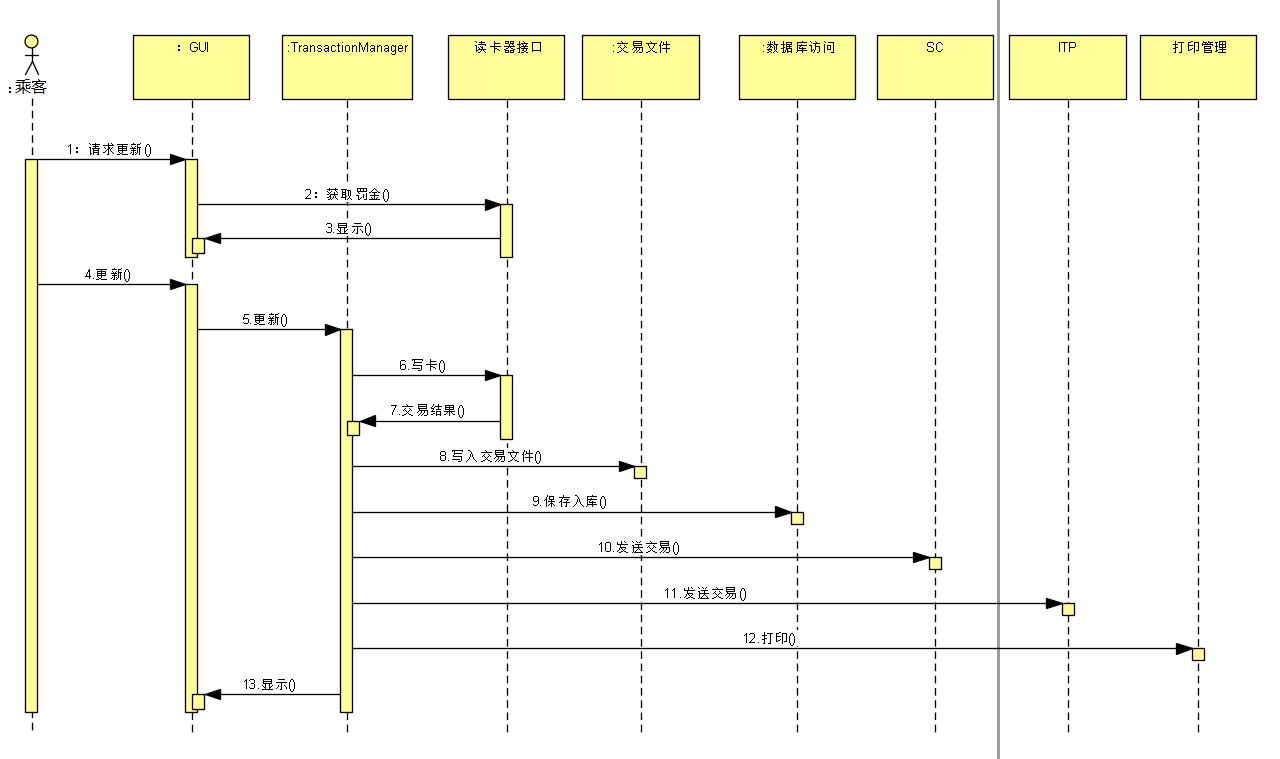 :乘客
：GUI
:TransactionManager
读卡器接口
:交易文件
:数据库访问
SC
ITP
打印管理
1：请求更新()
2：获取罚金()
3.显示()
4.更新()
5.更新()
6.写卡()
7.交易结果()
8.写入交易文件()
9.保存入库()
10.发送交易()
11.发送交易()
12.打印()
13.显示()